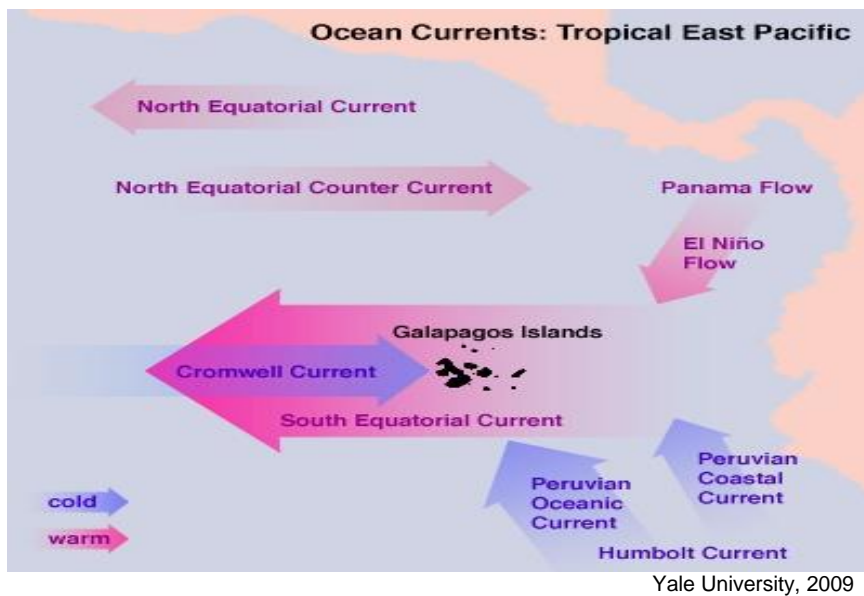 Ocean Currents: Tropical East Pacific
North Equatorial Current
North Equatorial Counter Current
Panama Flow
El Niño
Flow
Galapagos Islands
Cromwell Current
South Equatorial Current
Peruvian
Coastal
Current
Peruvian
Oceanic
Current
Humbolt Current
cold
warm
Yale University, 2009